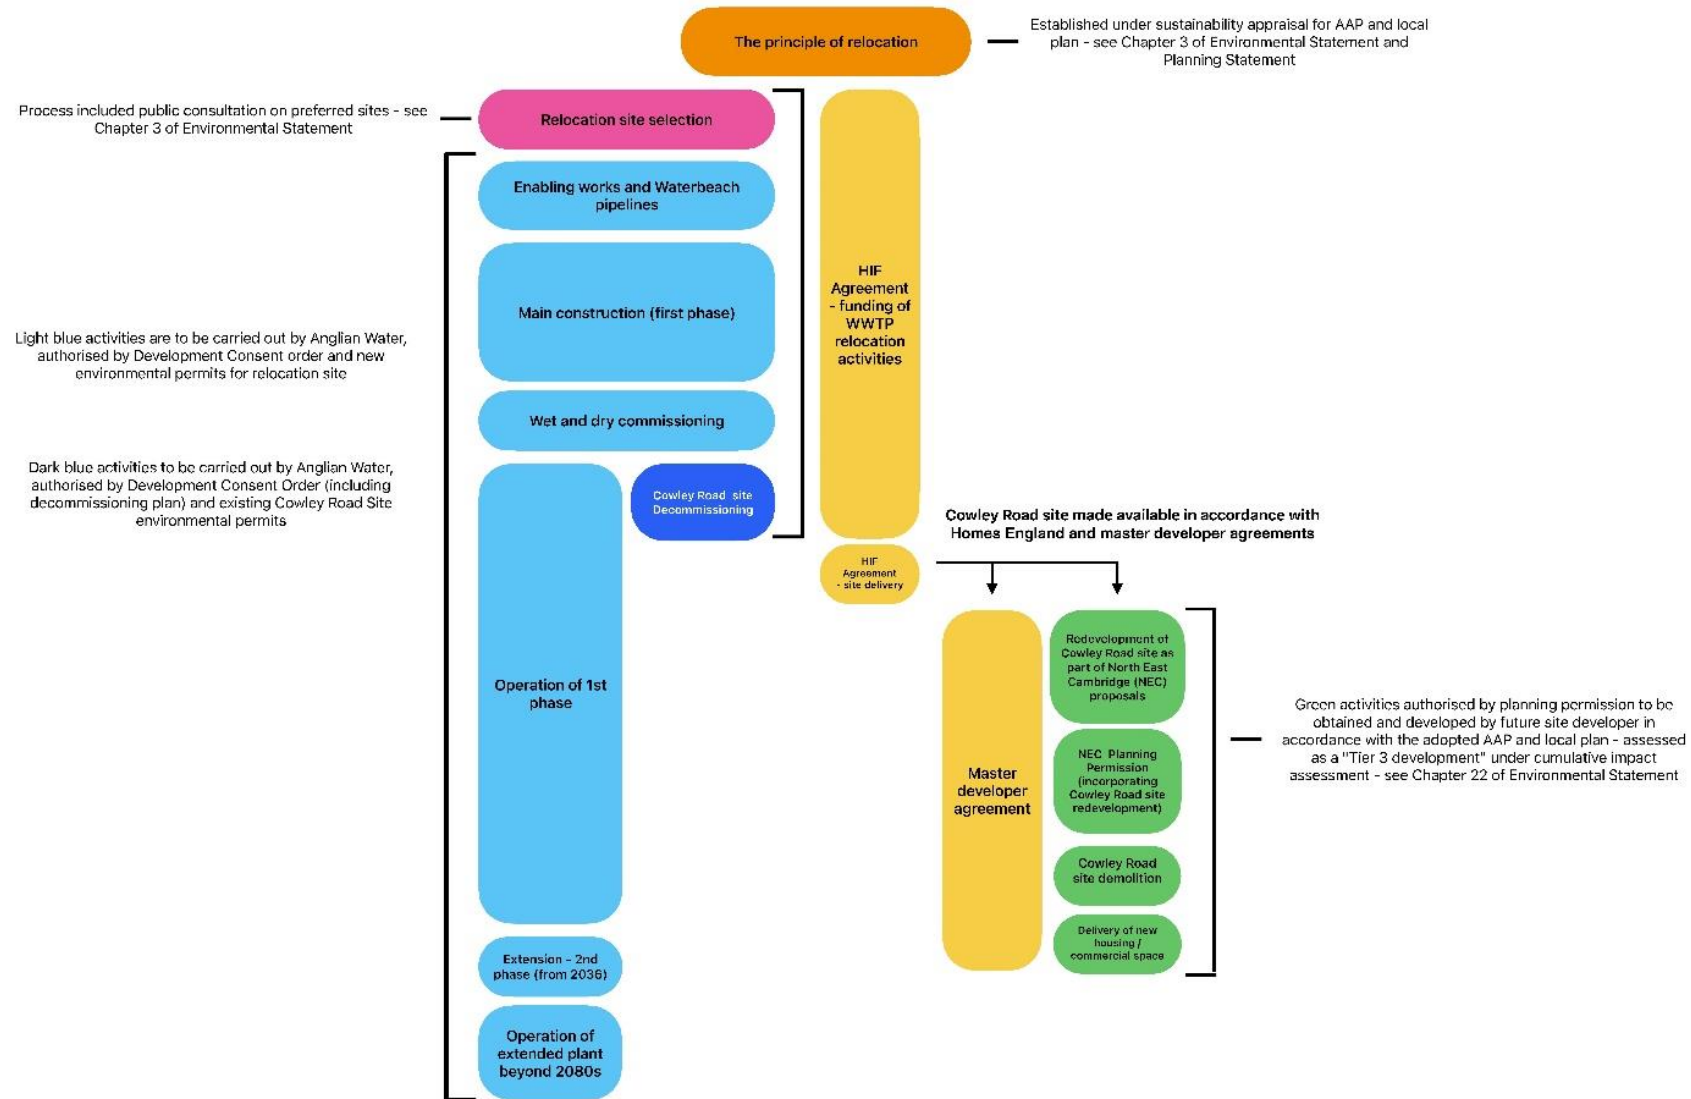 The principle of relocation
Established under sustainability appraisal for AAP and local
plan - see Chapter 3 of Environmental Statement and
Planning Statement
Process included public consultation on preferred sites - see
Chapter 3 of Environmental Statement
Relocation site selection
Enabling works and Waterbeach
pipelines
Main construction (first phase)
HIF
Agreement
- funding of
WWTP
relocation
activities
Light blue activities are to be carried out by Anglian Water,
authorised by Development Consent order and new
environmental permits for relocation site
Wet and dry commissioning
Dark blue activities to be carried out by Anglian Water,
authorised by Development Consent Order (including
decommissioning plan) and existing Cowley Road Site
environmental permits
Cowley Road site
Decommissioning
Cowley Road site made available in accordance with
Homes England and master developer agreements
HIF
Agreement
- site delivery
Operation of 1st
phase
Master
developer
agreement
Redevelopment of
Cowley Road site as
part of North East
Cambridge (NEC)
proposals
NEC Planning
Permission
(incorporating
Cowley Road site
redevelopment)
Cowley Road
site demolition
Delivery of new
housing /
commercial space
Green activities authorised by planning permission to be
obtained and developed by future site developer in
accordance with the adopted AAP and local plan - assessed
as a "Tier 3 development" under cumulative impact
assessment - see Chapter 22 of Environmental Statement
Extension - 2nd
phase (from 2036)
Operation of
extended plant
beyond 2080s